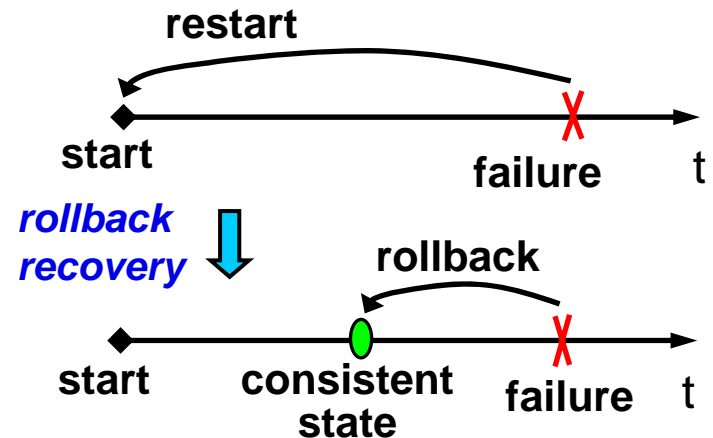 restart
start
failure
t
rollback
recovery
rollback
start
consistent
state
failure
t